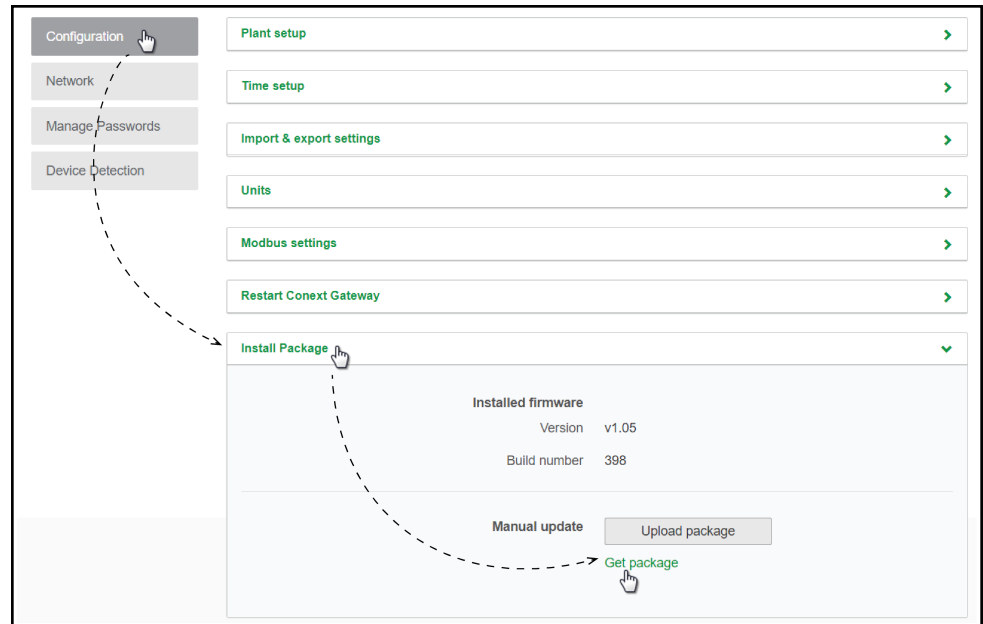 Configuration
Network
Manage Passwords
Device Detection
Plant setup
Time setup
Import & export settings
Units
Modbus settings
Restart Conext Gateway
Install Package
Installed firmware
Version v1.05
Build number 398
Manual update Upload package
Get package